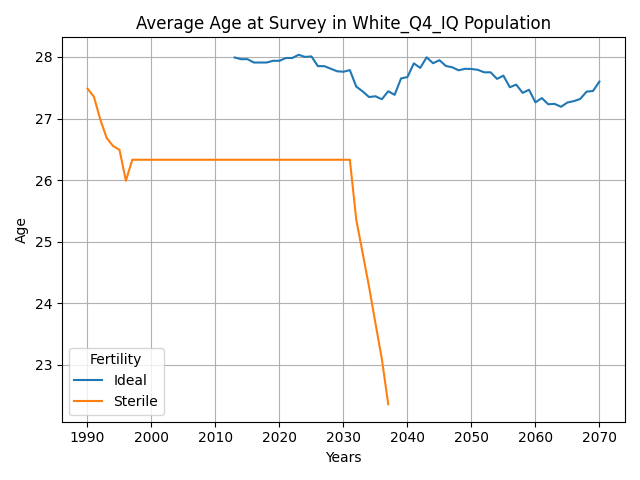 Average Age at Survey in White_Q4_IQ Population
28
27
26
25
24
23
Age
Fertility
Ideal
Sterile
1990 2000 2010 2020 2030 2040 2050 2060 2070
Years